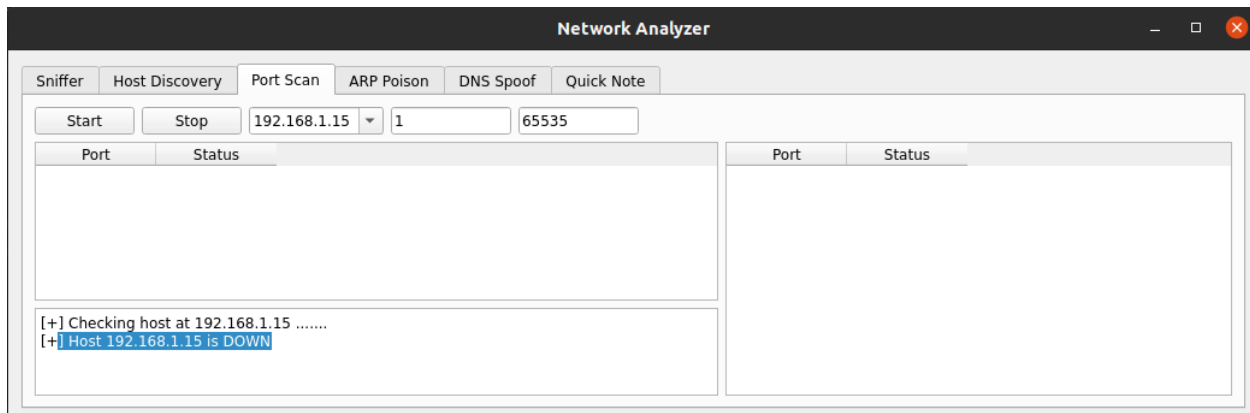 Network Analyzer
Sniffer Host Discovery Port Scan ARP Poison DNS Spoof Quick Note
Start Stop 192.168.1.15 1 65535
Port Status Port Status
[+] Checking host at 192.168.1.15 .......
[+] Host 192.168.1.15 is DOWN